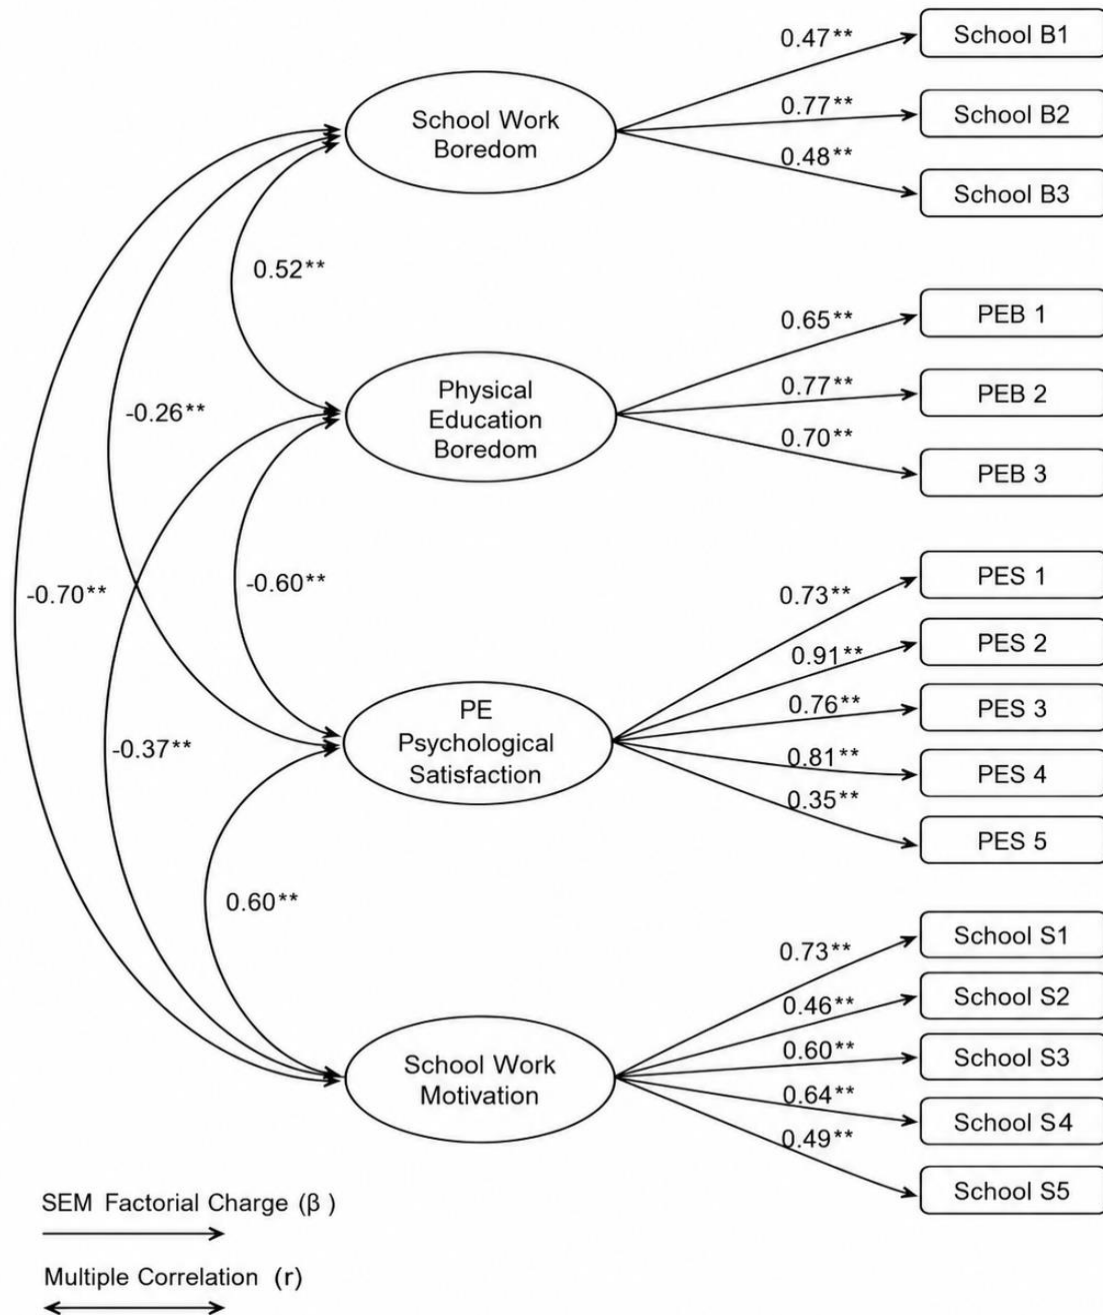 0.47**
School B1
School Work
Boredom
0.77**
School B2
0.48**
School B3
0.52**
0.65**
PEB 1
Physical
Education
Boredom
0.77**
PEB 2
0.70**
PEB 3
-0.26**
-0.60**
-0.70**
0.73**
PES 1
0.91**
PES 2
PE
Psychological
Satisfaction
0.76**
PES 3
0.81**
PES 4
0.35**
PES 5
-0.37**
0.60**
0.73**
School S1
0.46**
School S2
School Work
Motivation
0.60**
School S3
0.64**
School S4
0.49**
School S5
SEM Factorial Charge (β )
Multiple Correlation (r)